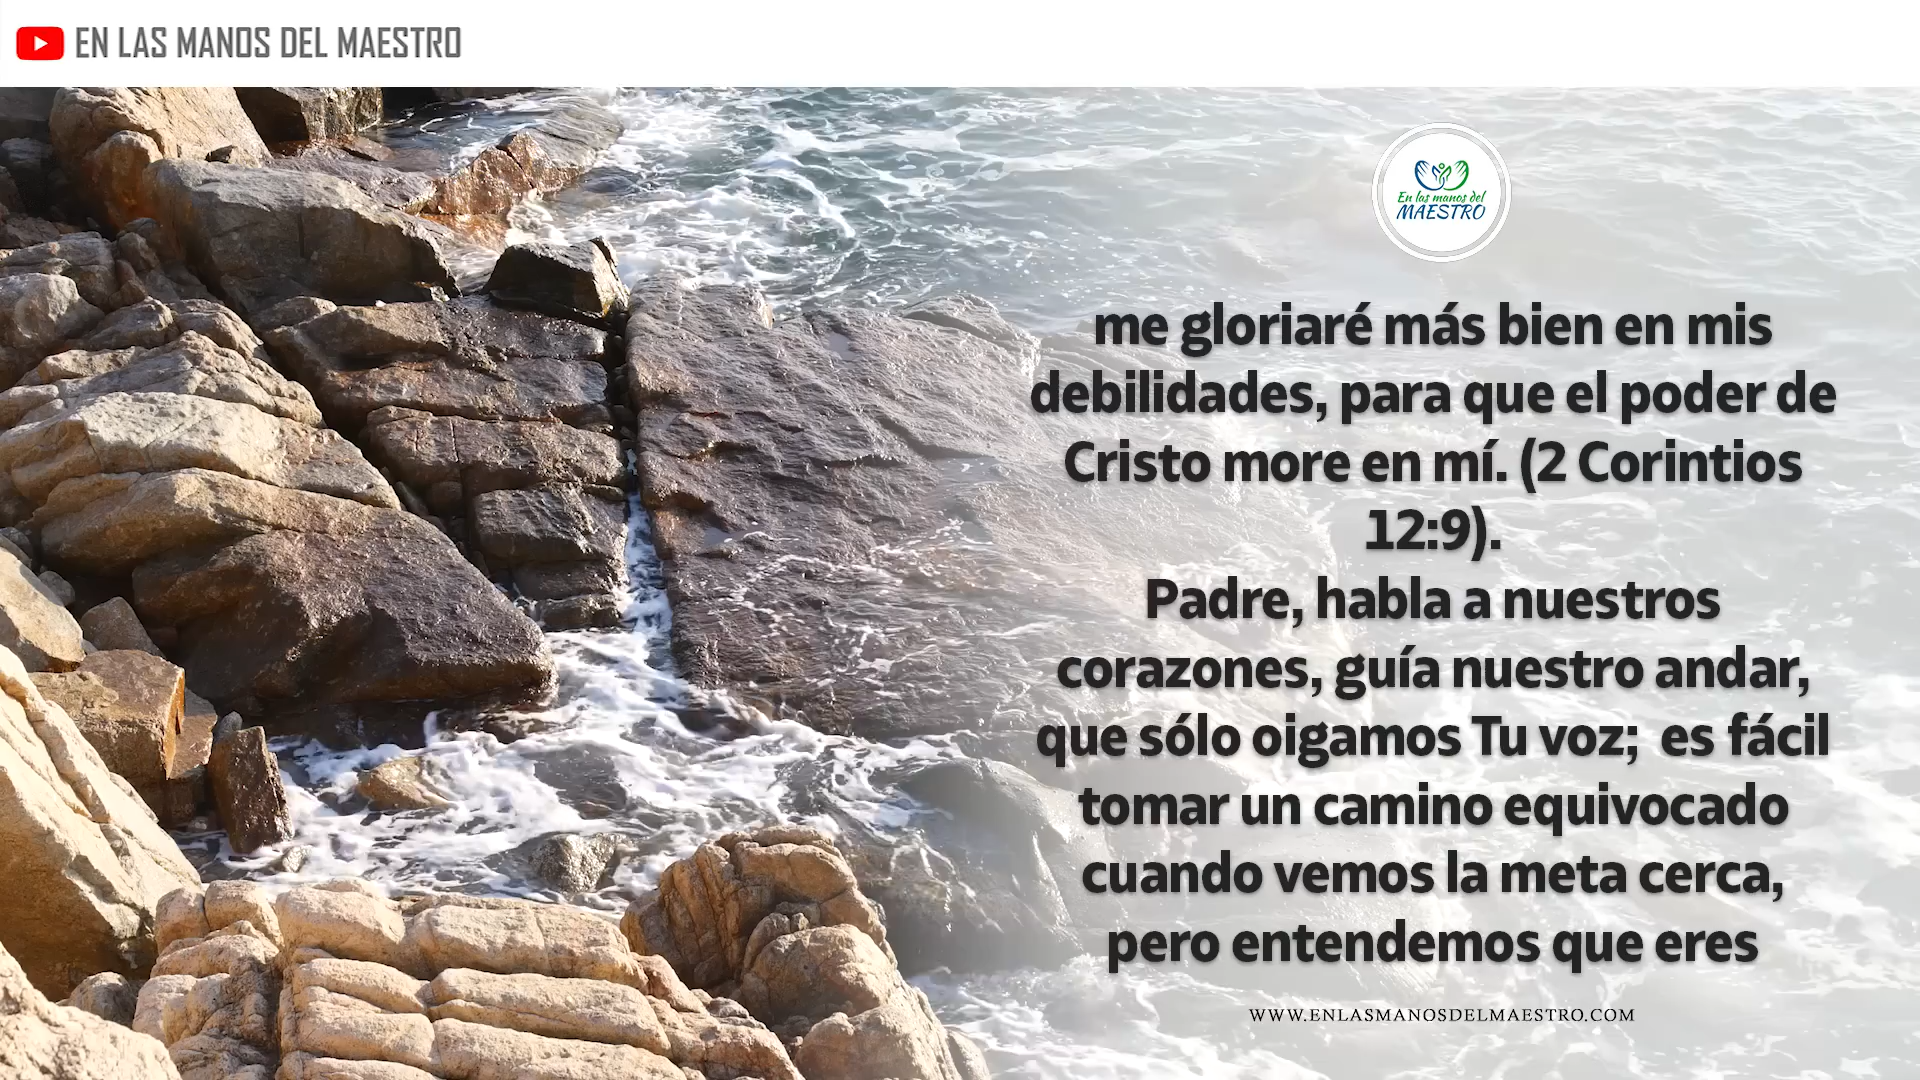 EN LAS MANOS DEL MAESTRO
En las manos del
MAESTRO
me gloriaré más bien en mis
debilidades, para que el poder de
Cristo more en mí. (2 Corintios
12:9).
Padre, habla a nuestros
corazones, guía nuestro andar,
que sólo oigamos Tu voz;  es fácil
tomar un camino equivocado
cuando vemos la meta cerca,
pero entendemos que eres
WWW.ENLASMANOSDELMAESTRO.COM